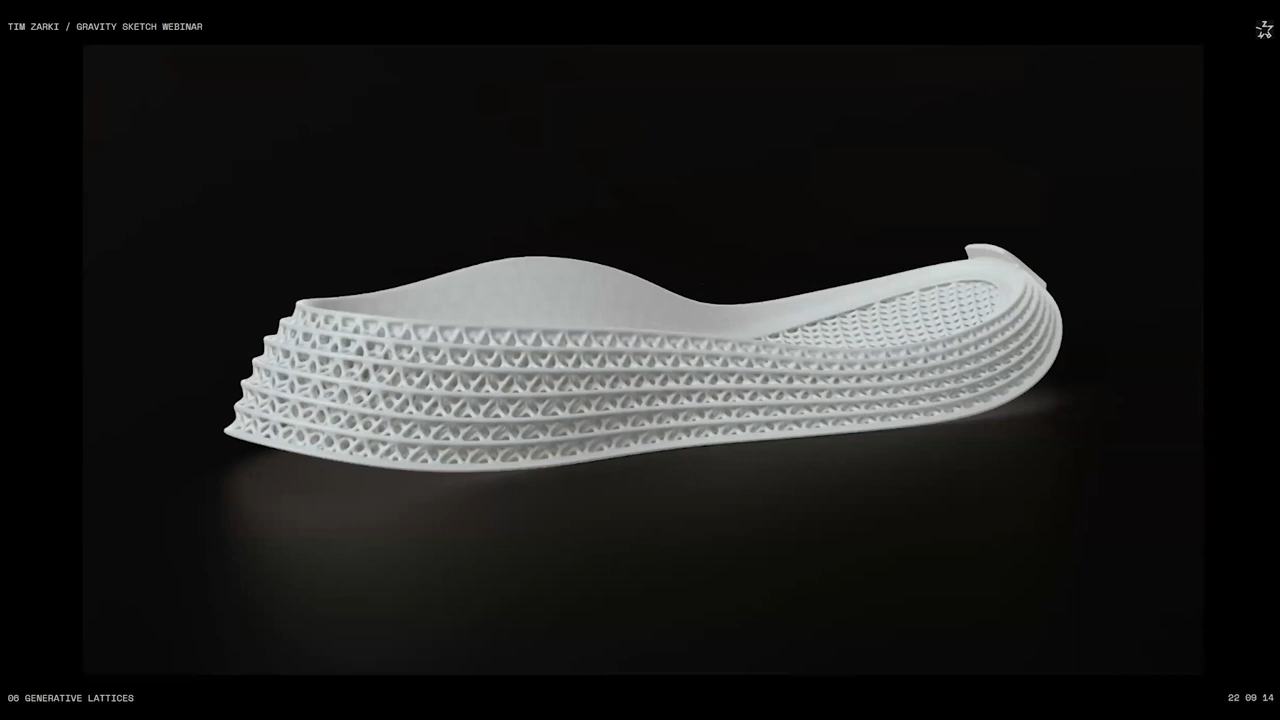 TIM ZARKI / GRAVITY SKETCH WEBINAR
06 GENERATIVE LATTICES
22 09 14